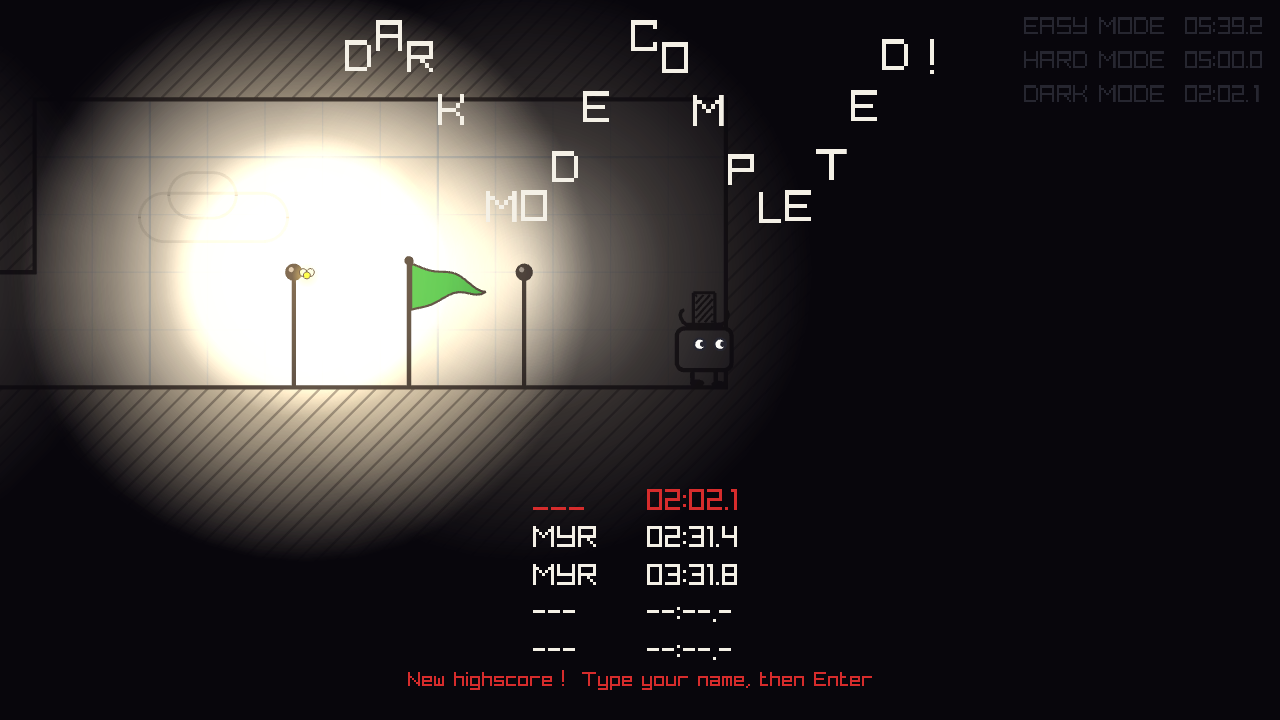 DARK MODE COMPLETED!
EASY MODE 05:39.2
HARD MODE 05:00.0
DARK MODE 02:02.1
___ 02:02.1
MYR 02:31.4
MYR 03:31.8
--- --:--.-
--- --:--.-
New highscore ! Type your name, then Enter